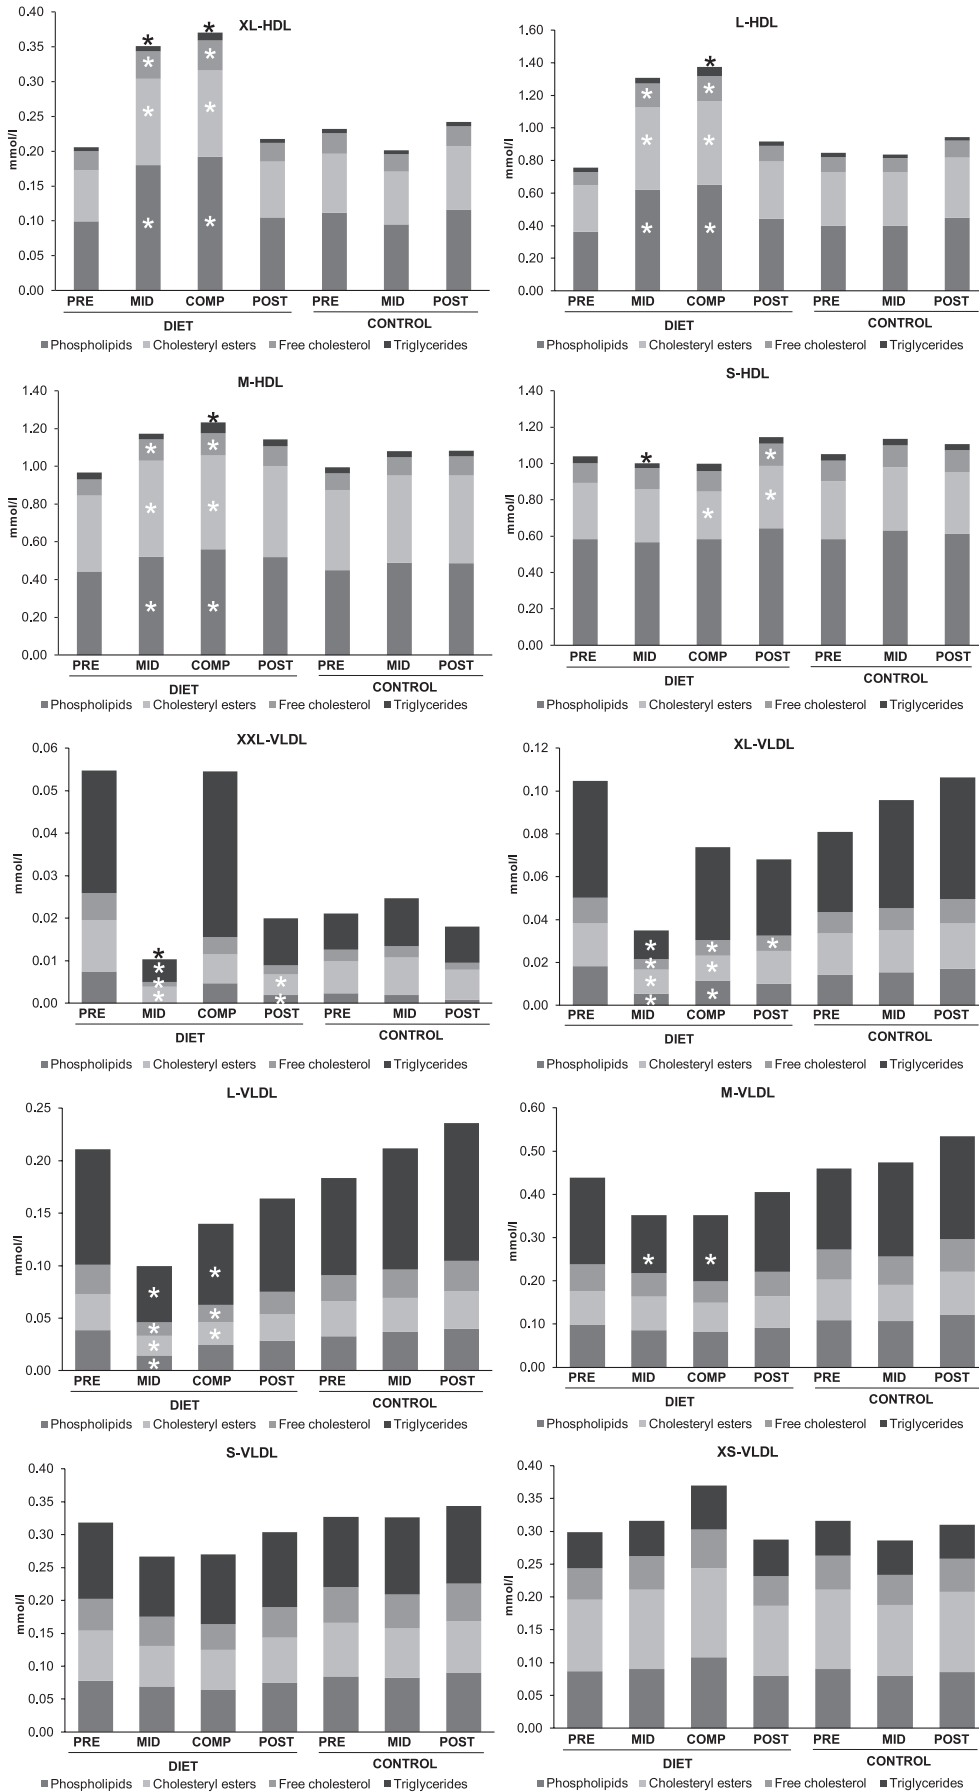 XL-HDL
mmol/l
0.40
0.35
0.30
0.25
0.20
0.15
0.10
0.05
0.00
PRE MID COMP POST PRE MID POST
DIET CONTROL
Phospholipids Cholesteryl esters Free cholesterol Triglycerides
L-HDL
mmol/l
1.60
1.40
1.20
1.00
0.80
0.60
0.40
0.20
0.00
PRE MID COMP POST PRE MID POST
DIET CONTROL
Phospholipids Cholesteryl esters Free cholesterol Triglycerides
M-HDL
mmol/l
1.40
1.20
1.00
0.80
0.60
0.40
0.20
0.00
PRE MID COMP POST PRE MID POST
DIET CONTROL
Phospholipids Cholesteryl esters Free cholesterol Triglycerides
S-HDL
mmol/l
1.40
1.20
1.00
0.80
0.60
0.40
0.20
0.00
PRE MID COMP POST PRE MID POST
DIET CONTROL
Phospholipids Cholesteryl esters Free cholesterol Triglycerides
XXL-VLDL
mmol/l
0.06
0.05
0.04
0.03
0.02
0.01
0.00
PRE MID COMP POST PRE MID POST
DIET CONTROL
Phospholipids Cholesteryl esters Free cholesterol Triglycerides
XL-VLDL
mmol/l
0.12
0.10
0.08
0.06
0.04
0.02
0.00
PRE MID COMP POST PRE MID POST
DIET CONTROL
Phospholipids Cholesteryl esters Free cholesterol Triglycerides
L-VLDL
mmol/l
0.25
0.20
0.15
0.10
0.05
0.00
PRE MID COMP POST PRE MID POST
DIET CONTROL
Phospholipids Cholesteryl esters Free cholesterol Triglycerides
M-VLDL
mmol/l
0.60
0.50
0.40
0.30
0.20
0.10
0.00
PRE MID COMP POST PRE MID POST
DIET CONTROL
Phospholipids Cholesteryl esters Free cholesterol Triglycerides
S-VLDL
mmol/l
0.40
0.35
0.30
0.25
0.20
0.15
0.10
0.05
0.00
PRE MID COMP POST PRE MID POST
DIET CONTROL
Phospholipids Cholesteryl esters Free cholesterol Triglycerides
XS-VLDL
mmol/l
0.40
0.35
0.30
0.25
0.20
0.15
0.10
0.05
0.00
PRE MID COMP POST PRE MID POST
DIET CONTROL
Phospholipids Cholesteryl esters Free cholesterol Triglycerides